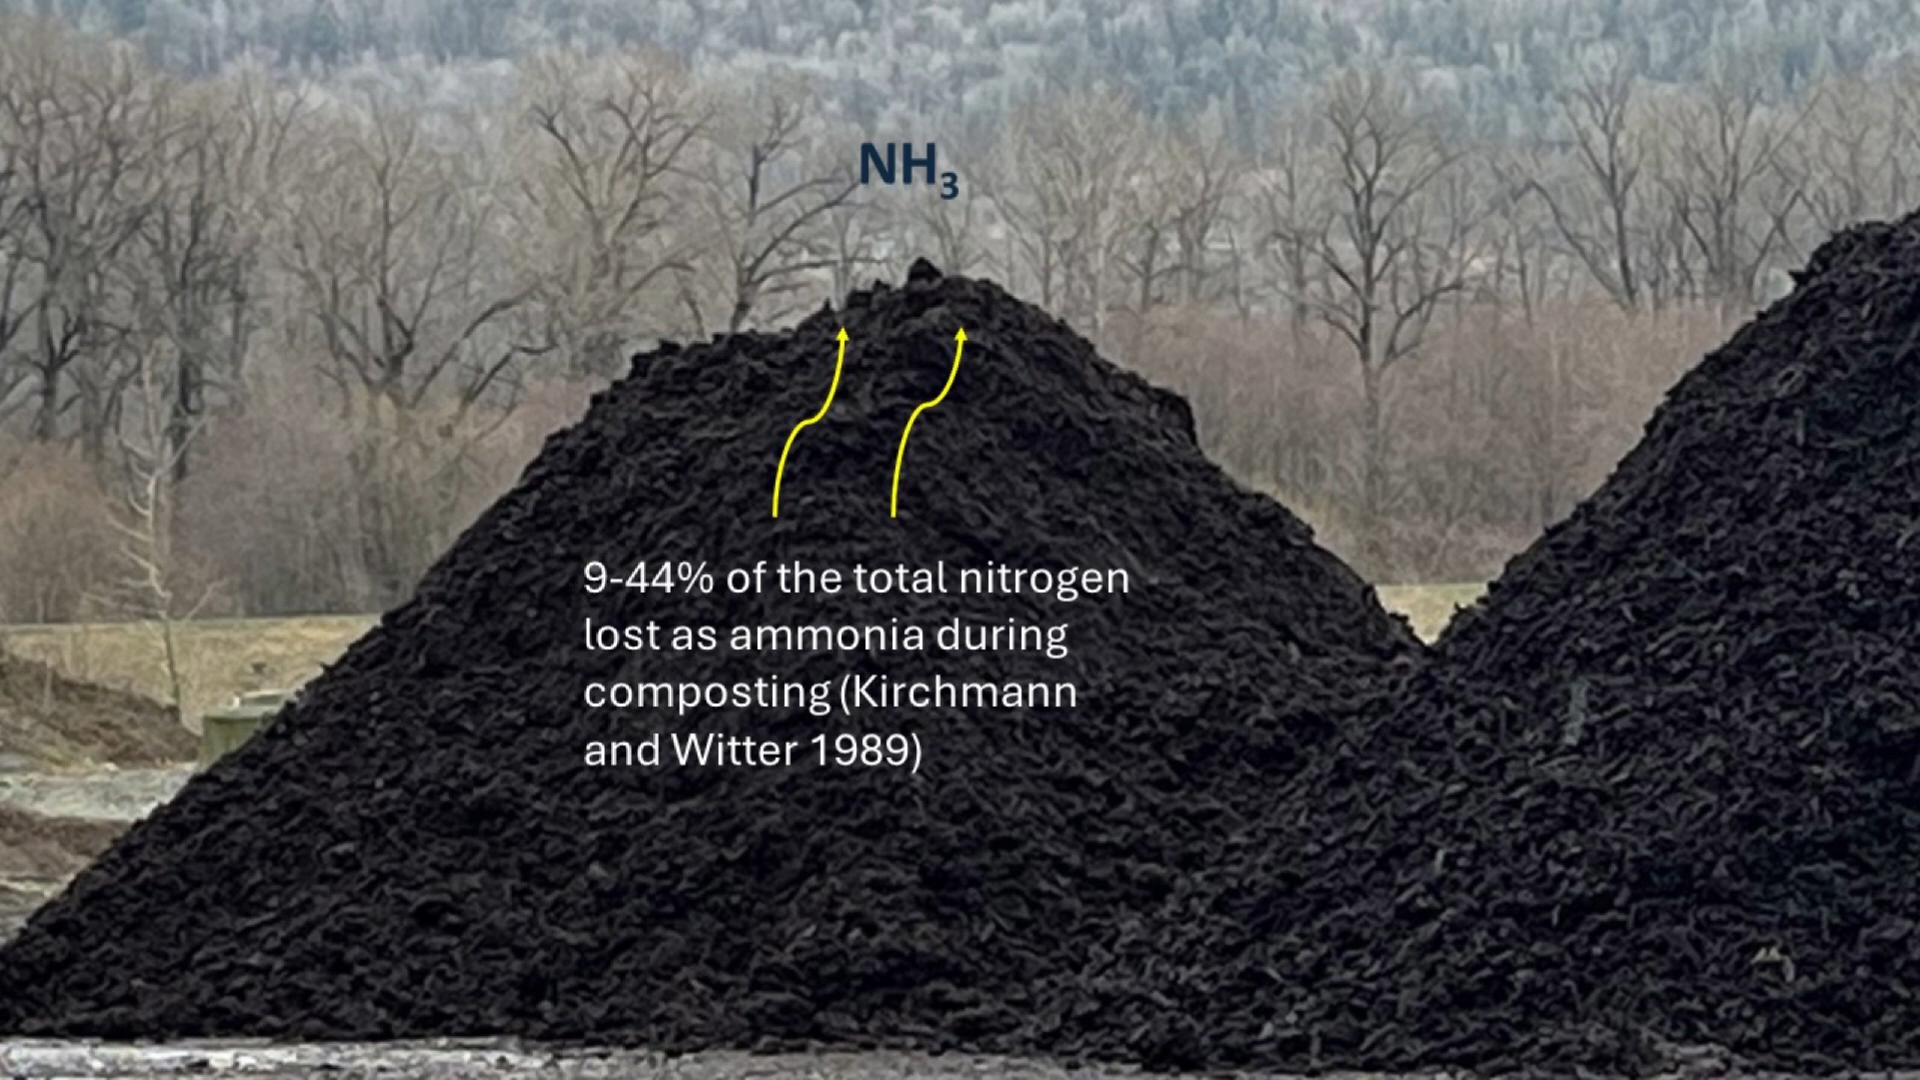 NH₃
9-44% of the total nitrogen
lost as ammonia during
composting (Kirchmann
and Witter 1989)